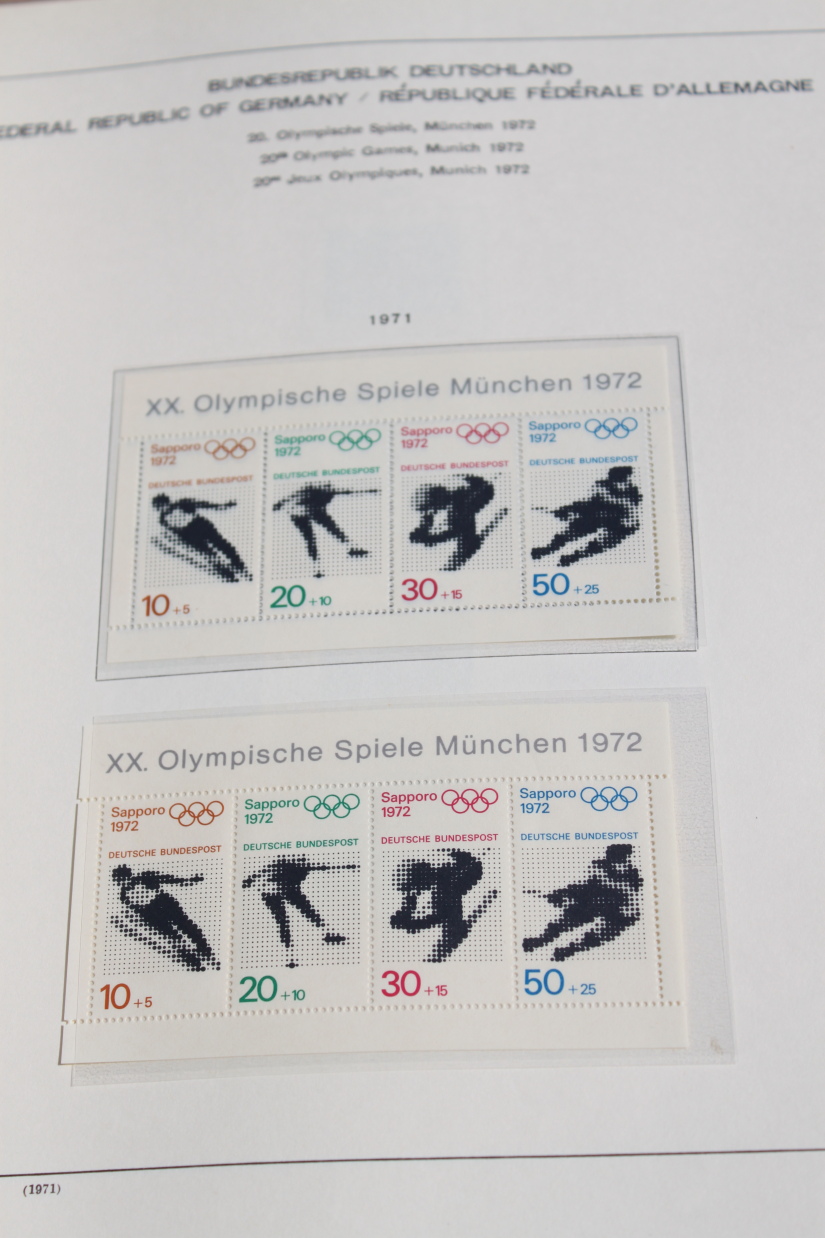 BUNDESREPUBLIK DEUTSCHLAND
EDERAL REPUBLIC OF GERMANY / RÉPUBLIQUE FÉDÉRALE D'ALLEMAGNE
20. Olympische Spiele, München 1972
20th Olympic Games, Munich 1972
20es Jeux Olympiques, Munich 1972
1971
XX. Olympische Spiele München 1972
Sapporo Sapporo Sapporo Sapporo
1972 1972 1972 1972
DEUTSCHE BUNDESPOST DEUTSCHE BUNDESPOST DEUTSCHE BUNDESPOST DEUTSCHE BUNDESPOST
10+5 20+10 30+15 50+25
XX. Olympische Spiele München 1972
Sapporo Sapporo Sapporo Sapporo
1972 1972 1972 1972
DEUTSCHE BUNDESPOST DEUTSCHE BUNDESPOST DEUTSCHE BUNDESPOST DEUTSCHE BUNDESPOST
10+5 20+10 30+15 50+25
(1971)